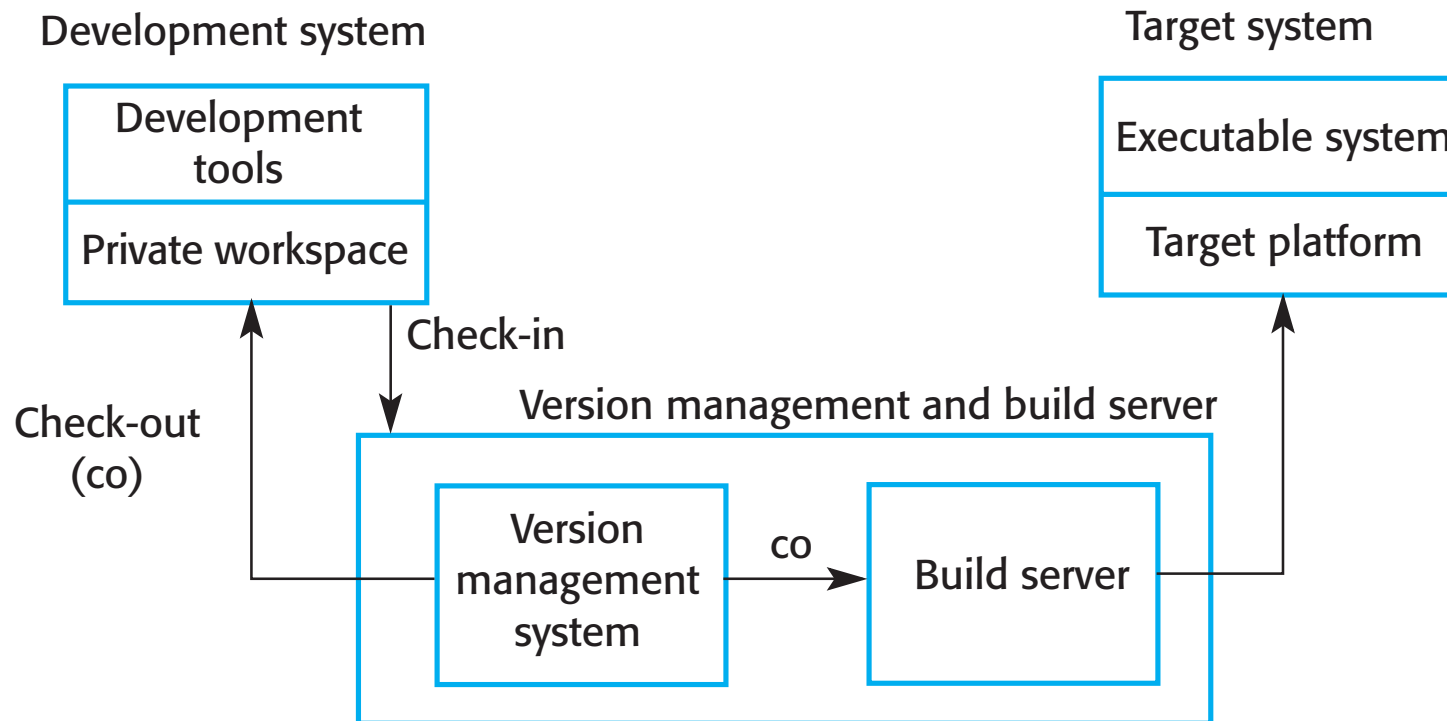 Development system
Target system
Development
tools
Private workspace
Executable system
Target platform
Check-in
Check-out
(co)
Version management and build server
Version
management
system
co
Build server